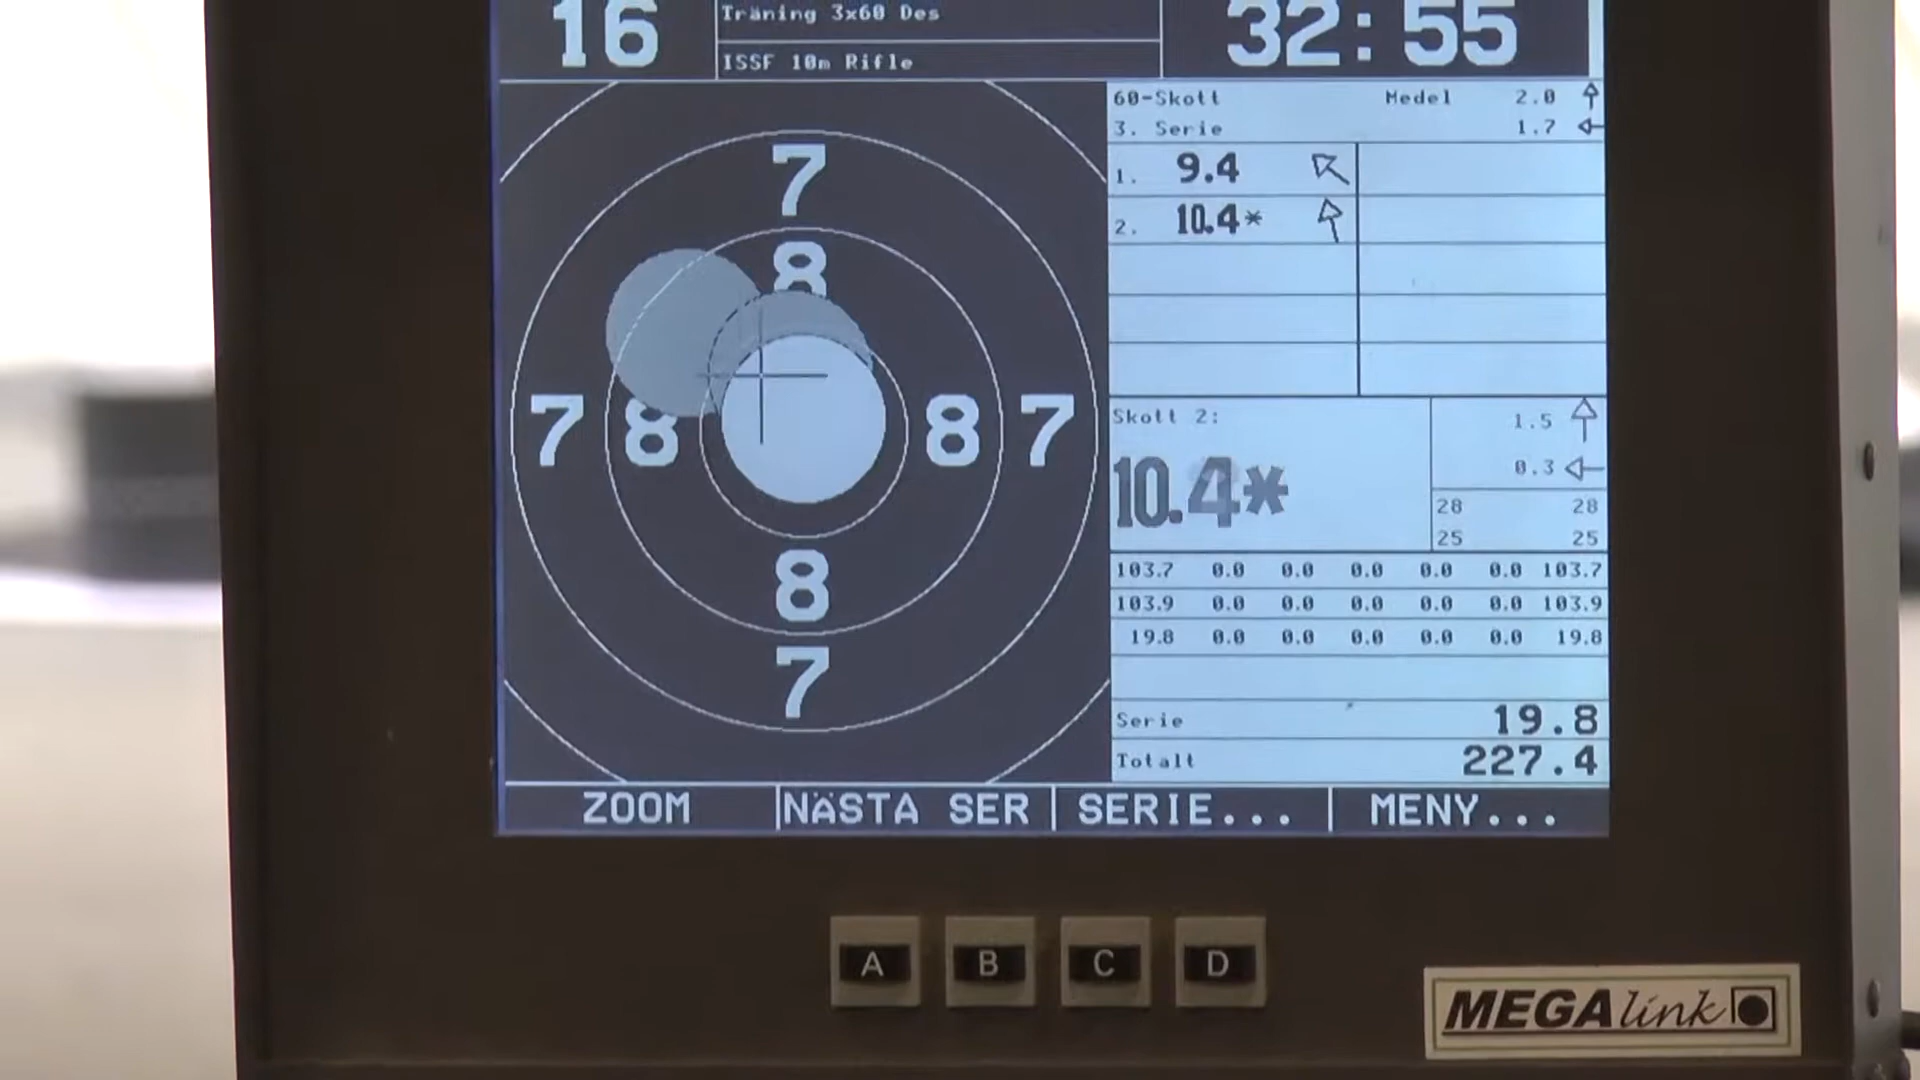 16
Träning 3x60 Des
ISSF 10m Rifle
32:55
7
8
7 8 8 7
8
7
60-Skott Medel 2.0
3. Serie 1.7
1. 9.4
2. 10.4*
Skott 2:
10.4*
1.5
0.3
28 28
25 25
103.7 0.0 0.0 0.0 0.0 0.0 103.7
103.9 0.0 0.0 0.0 0.0 0.0 103.9
19.8 0.0 0.0 0.0 0.0 0.0 19.8
Serie 19.8
Totalt 227.4
ZOOM NÄSTA SER SERIE... MENY...
A B C D
MEGAlink